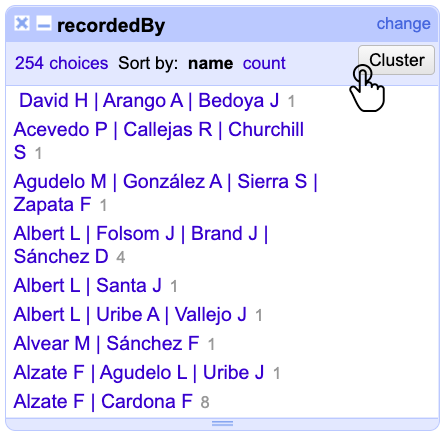 recordedBy change
254 choices Sort by: name count Cluster
David H | Arango A | Bedoya J 1
Acevedo P | Callejas R | Churchill
S 1
Agudelo M | González A | Sierra S |
Zapata F 1
Albert L | Folsom J | Brand J |
Sánchez D 4
Albert L | Santa J 1
Albert L | Uribe A | Vallejo J 1
Alvear M | Sánchez F 1
Alzate F | Agudelo L | Uribe J 1
Alzate F | Cardona F 8